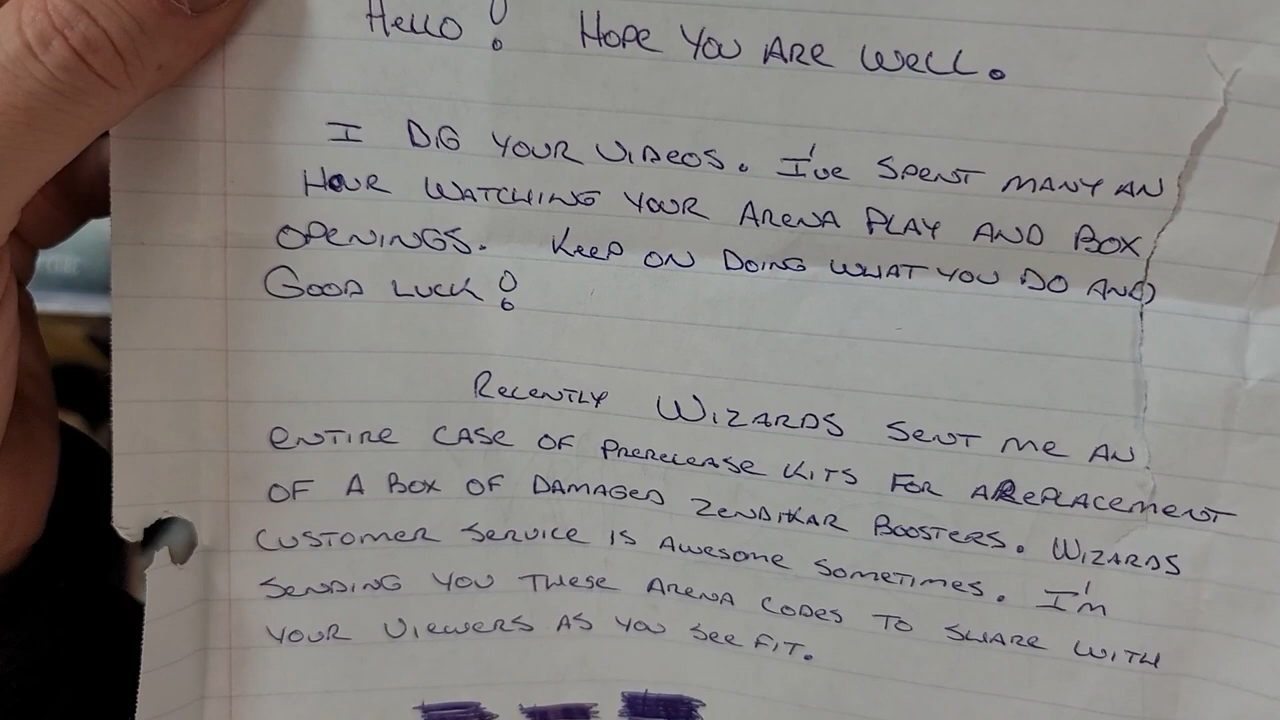 Hello! Hope you are well.
I dig your videos. I've spent many an
hour watching your Arena play and box
openings. Keep on doing what you do and
Good luck!
Recently Wizards sent me an
entire case of prerelease kits for a replacement
of a box of damaged Zendikar boosters. Wizards
customer service is awesome sometimes. I'm
sending you these Arena codes to share with
your viewers as you see fit.